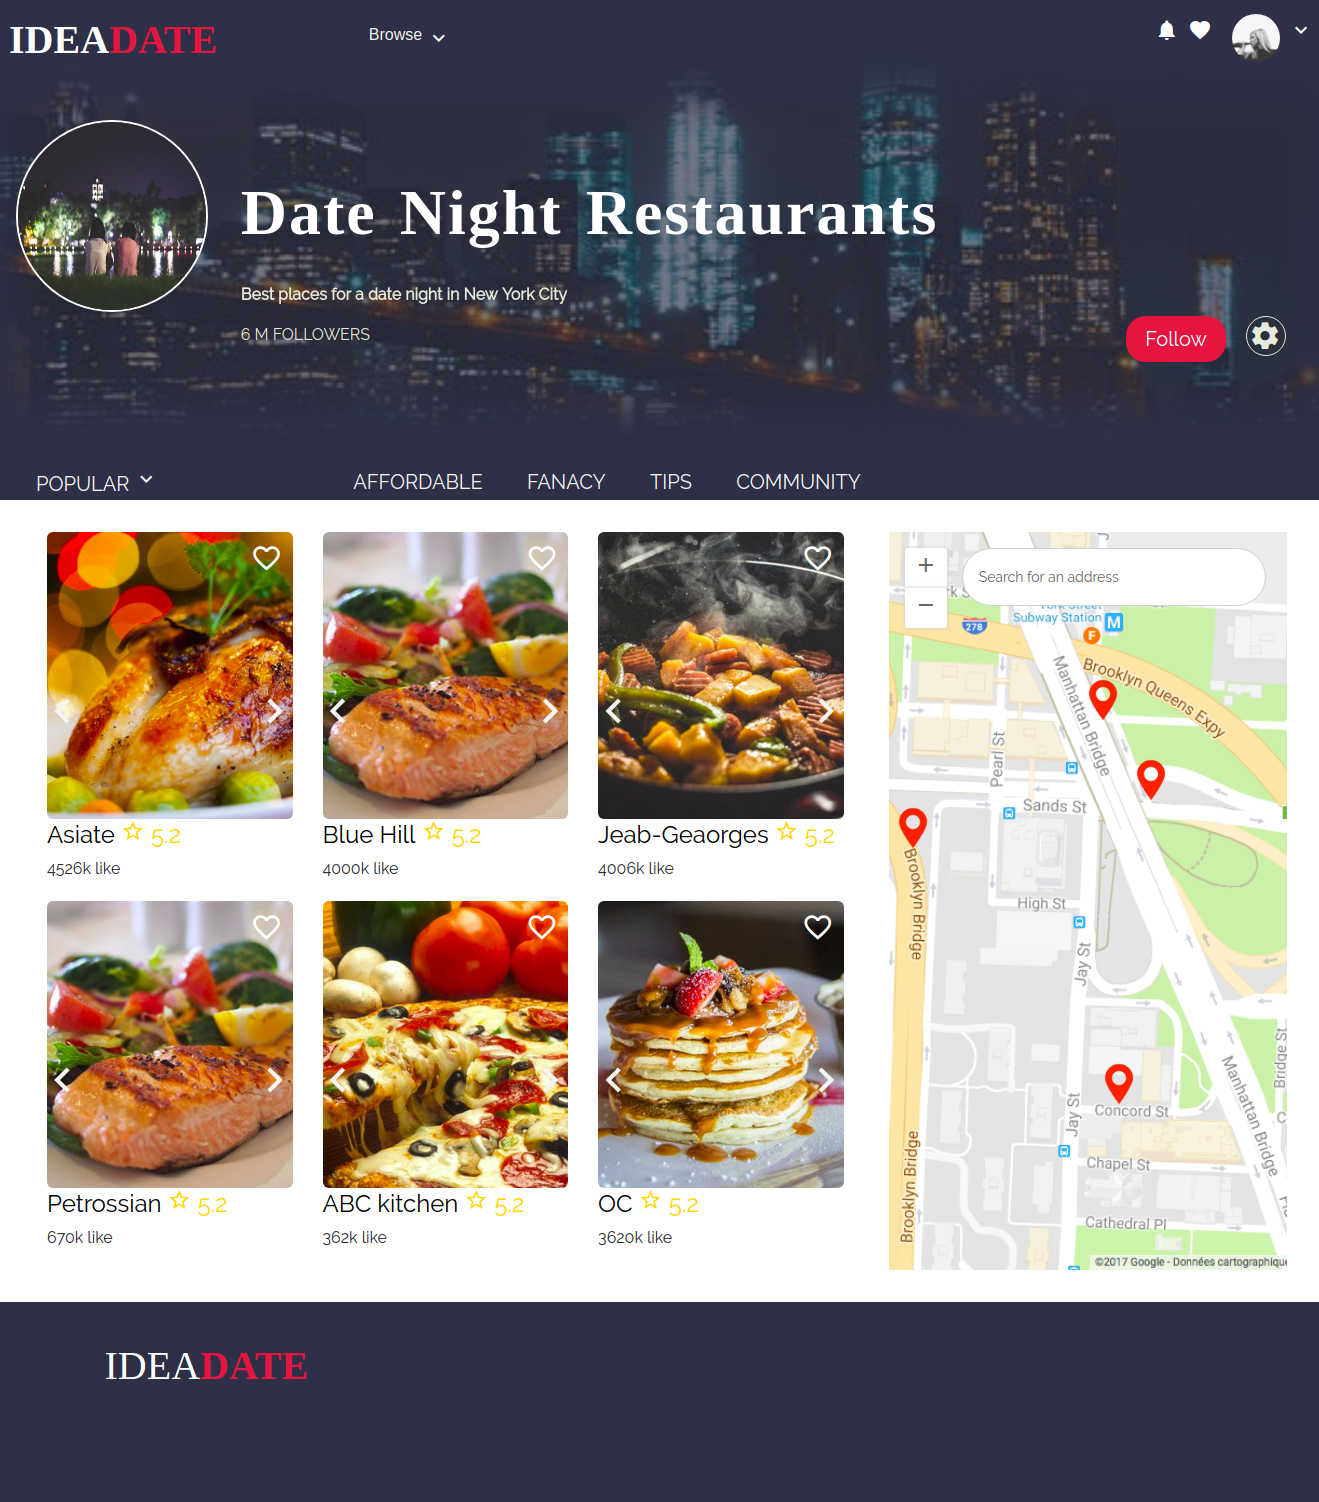 IDEADATE
Browse
Date Night Restaurants
Best places for a date night in New York City
6 M FOLLOWERS
Follow
POPULAR
AFFORDABLE
FANACY
TIPS
COMMUNITY
Asiate 5.2
4526k like
Blue Hill 5.2
4000k like
Jeab-Geaorges 5.2
4006k like
Petrossian 5.2
670k like
ABC kitchen 5.2
362k like
OC 5.2
3620k like
+
−
Search for an address
York Street
Subway Station M
278
F
Brooklyn Queens Expy
Manhattan Bridge
Pearl St
Sands St
Brooklyn Bridge
High St
Jay St
Bridge St
Manhattan Bridge
Concord St
Jay St
Chapel St
Brooklyn Bridge
Cathedral Pl
©2017 Google - Données cartographique
IDEADATE